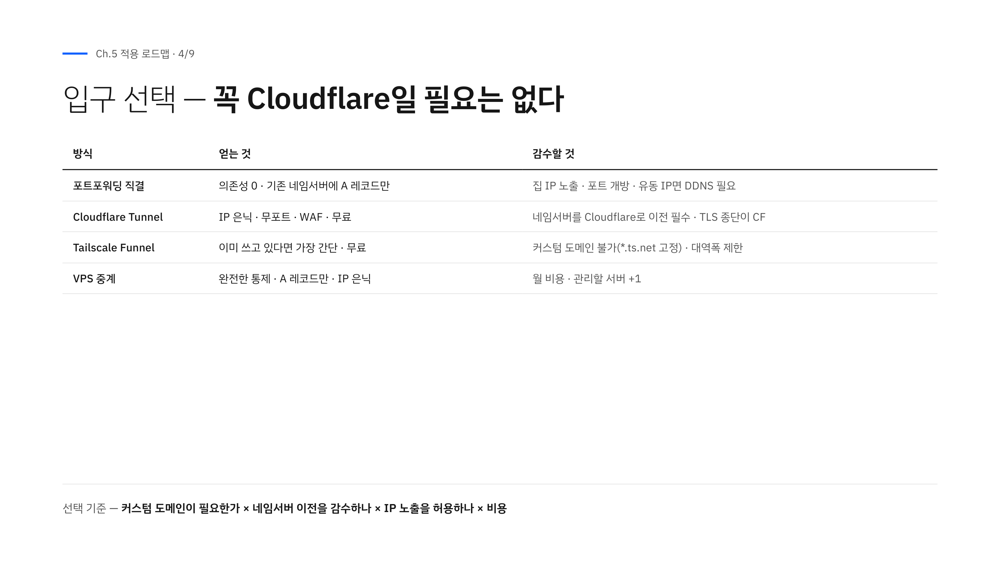 Ch.5 적용 로드맵 · 4/9
입구 선택 — 꼭 Cloudflare일 필요는 없다
방식 얻는 것 감수할 것
포트포워딩 직결 의존성 0 · 기존 네임서버에 A 레코드만 집 IP 노출 · 포트 개방 · 유동 IP면 DDNS 필요
Cloudflare Tunnel IP 은닉 · 무포트 · WAF · 무료 네임서버를 Cloudflare로 이전 필수 · TLS 종단이 CF
Tailscale Funnel 이미 쓰고 있다면 가장 간단 · 무료 커스텀 도메인 불가(*.ts.net 고정) · 대역폭 제한
VPS 중계 완전한 통제 · A 레코드만 · IP 은닉 월 비용 · 관리할 서버 +1
선택 기준 — 커스텀 도메인이 필요한가 × 네임서버 이전을 감수하나 × IP 노출을 허용하나 × 비용